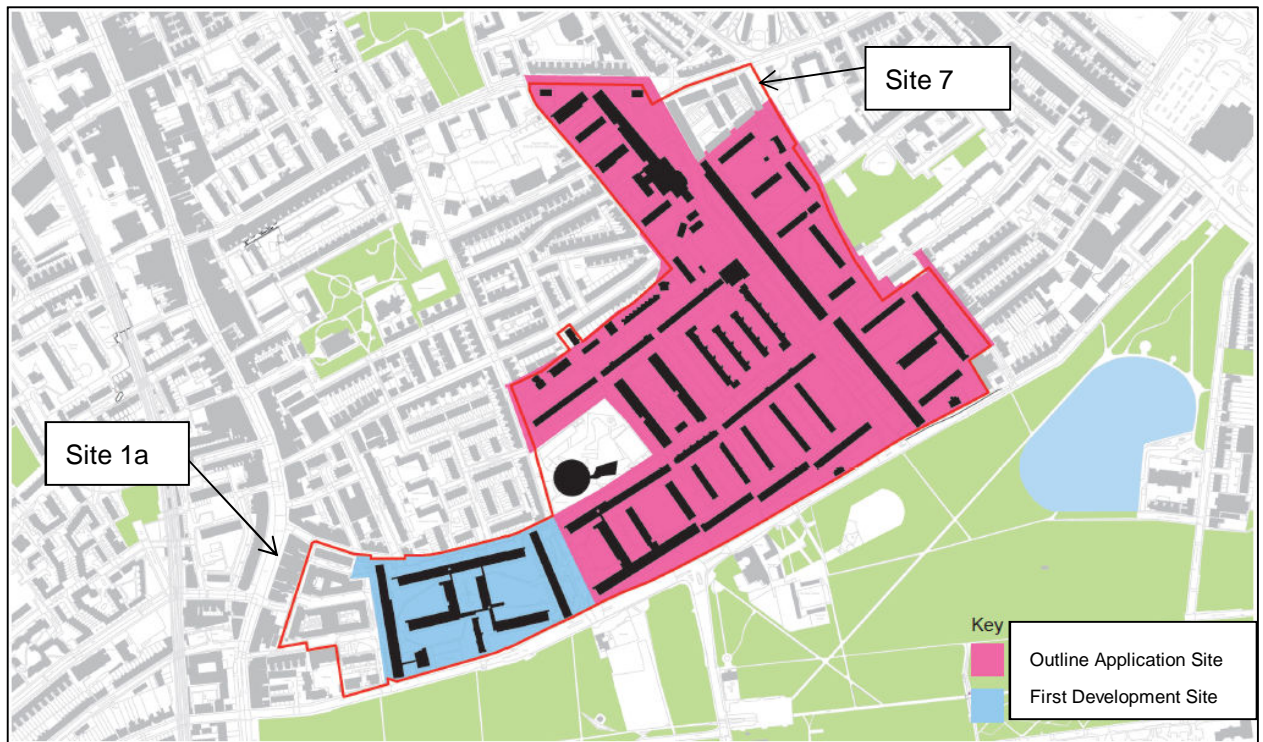 Site 7
Site 1a
Key
Outline Application Site
First Development Site